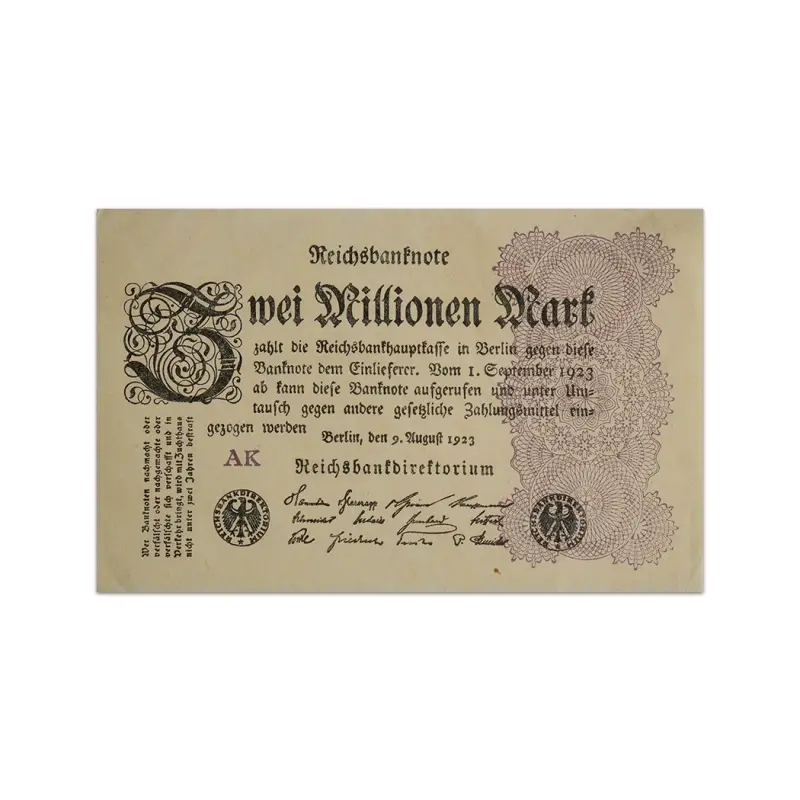 Reichsbanknote
Zwei Millionen Mark
zahlt die Reichsbankhauptkasse in Berlin gegen diese
Banknote dem Einlieferer. Vom 1. September 1923
ab kann diese Banknote aufgerufen und unter Um=
tausch gegen andere gesetzliche Zahlungsmittel ein=
gezogen werden
Berlin, den 9. August 1923
AK
Reichsbankdirektorium
REICHSBANKDIREKTORIUM
REICHSBANKDIREKTORIUM
Wer Banknoten nachmacht oder
verfälscht oder nachgemachte oder
verfälschte sich verschafft und in
Verkehr bringt, wird mit Zuchthaus
nicht unter zwei Jahren bestraft